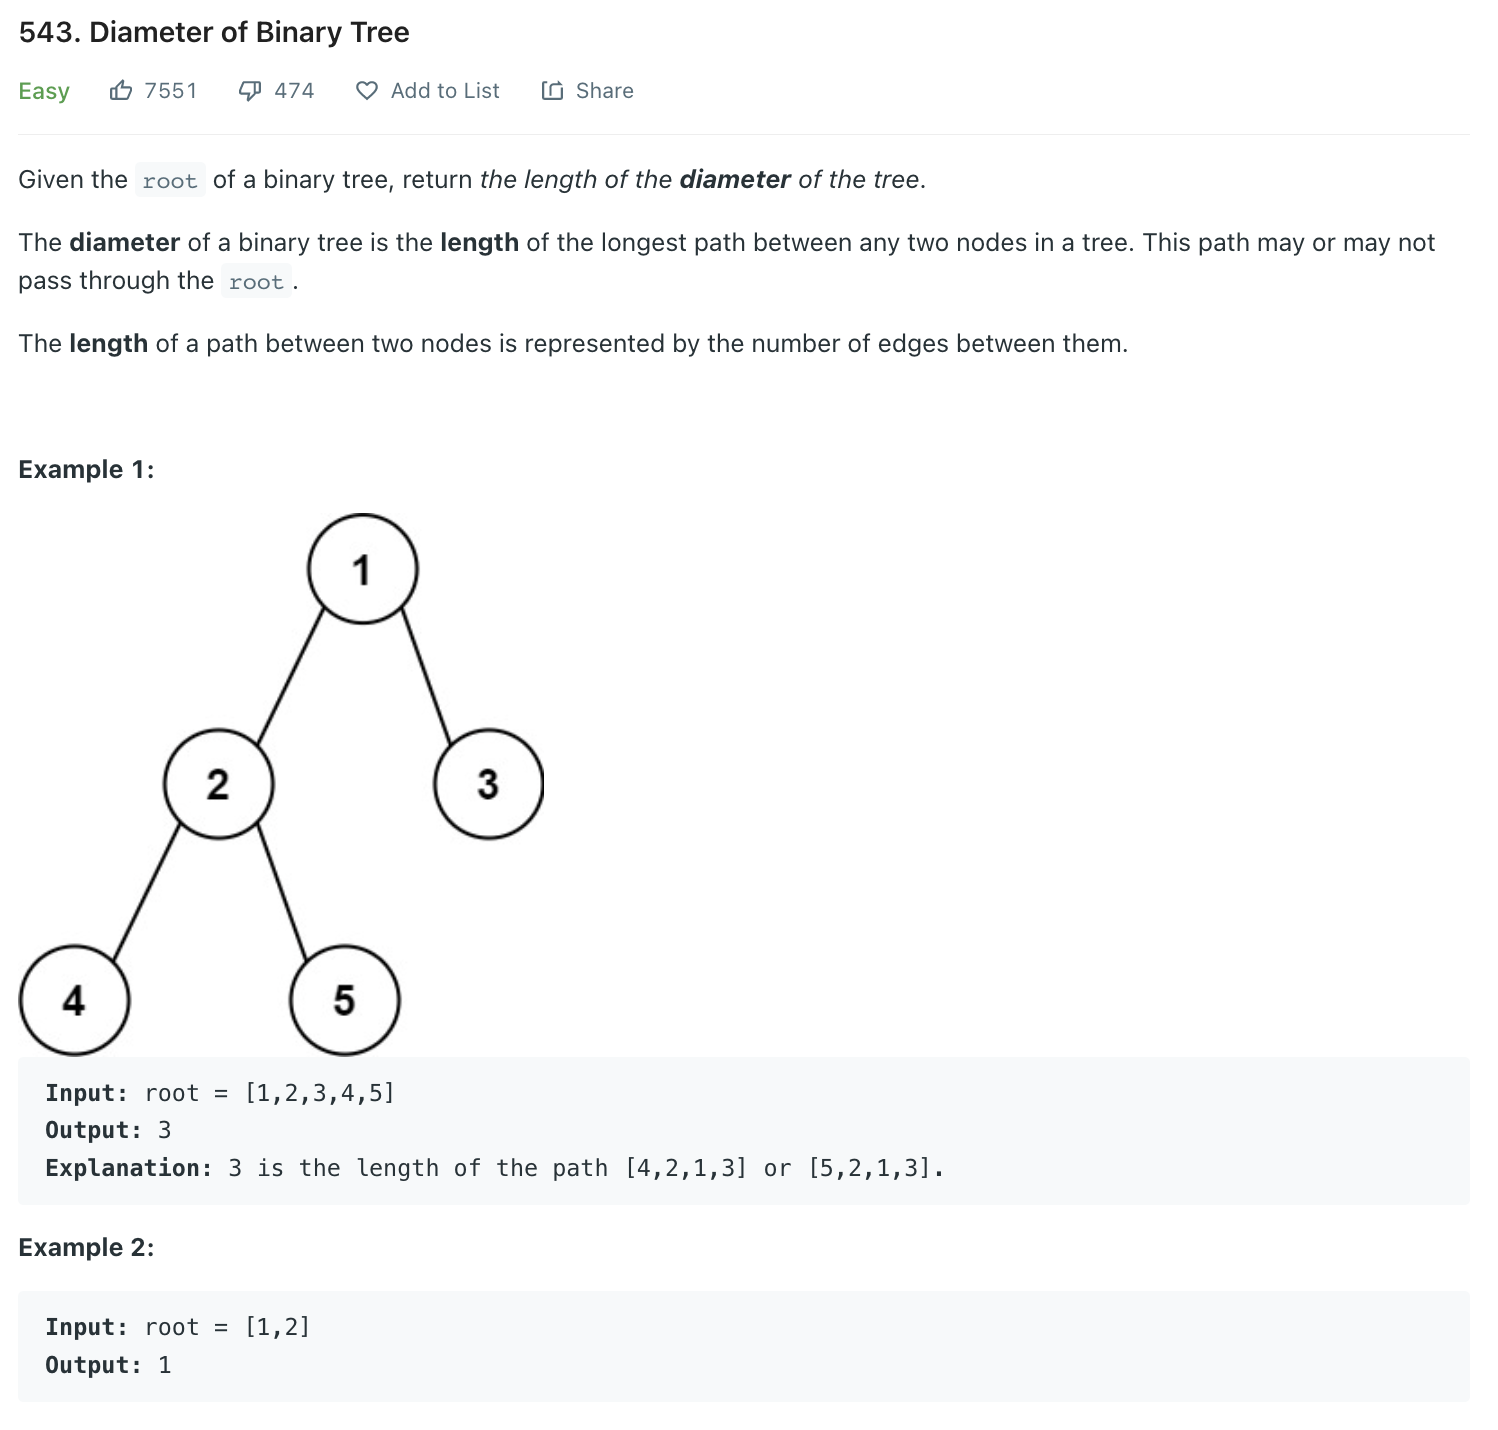 543. Diameter of Binary Tree
Easy 7551 474 Add to List Share
Given the root of a binary tree, return the length of the diameter of the tree.
The diameter of a binary tree is the length of the longest path between any two nodes in a tree. This path may or may not
pass through the root.
The length of a path between two nodes is represented by the number of edges between them.
Example 1:
1
2 3
4 5
Input: root = [1,2,3,4,5]
Output: 3
Explanation: 3 is the length of the path [4,2,1,3] or [5,2,1,3].
Example 2:
Input: root = [1,2]
Output: 1